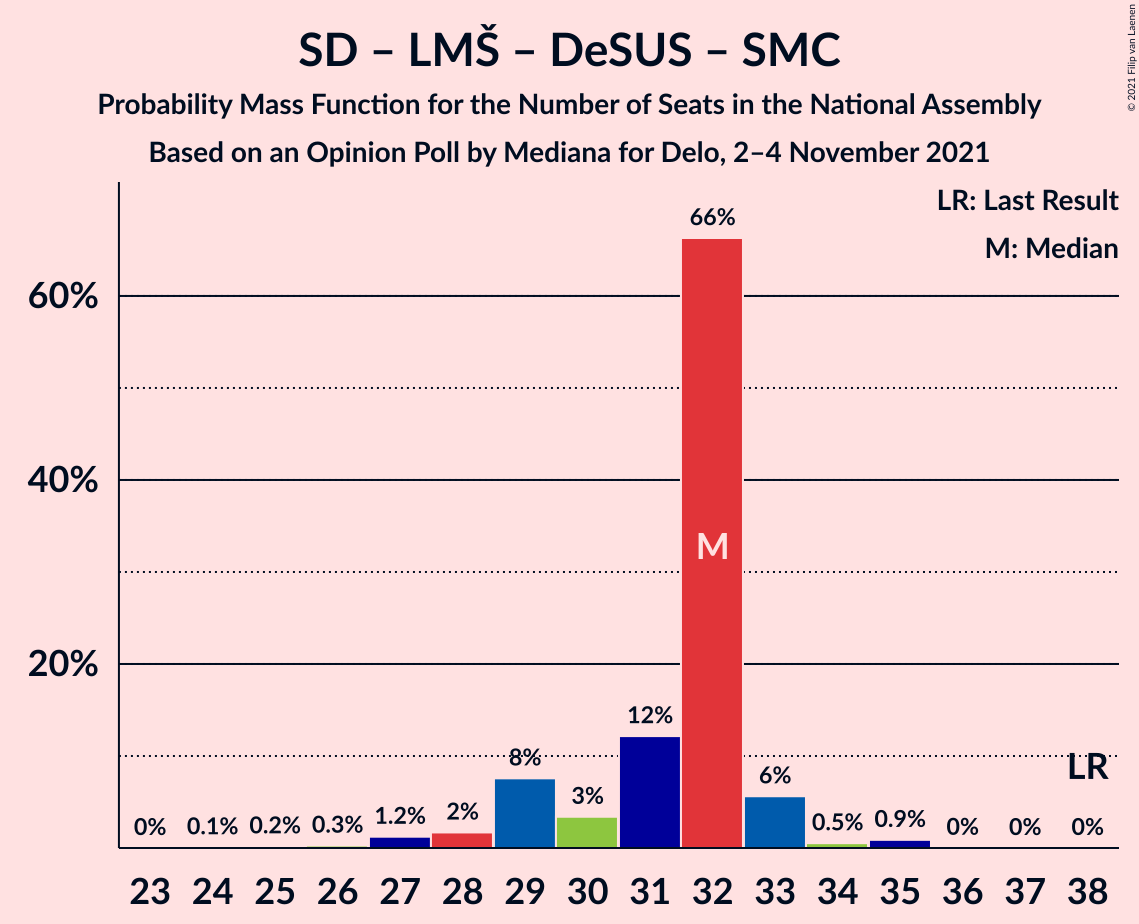 SD – LMŠ – DeSUS – SMC
Probability Mass Function for the Number of Seats in the National Assembly
Based on an Opinion Poll by Mediana for Delo, 2–4 November 2021
© 2021 Filip van Laenen
LR: Last Result
M: Median
60%
40%
20%
0% 0.1% 0.2% 0.3% 1.2% 2% 8% 3% 12% 66% 6% 0.5% 0.9% 0% 0% 0%
M
LR
23 24 25 26 27 28 29 30 31 32 33 34 35 36 37 38